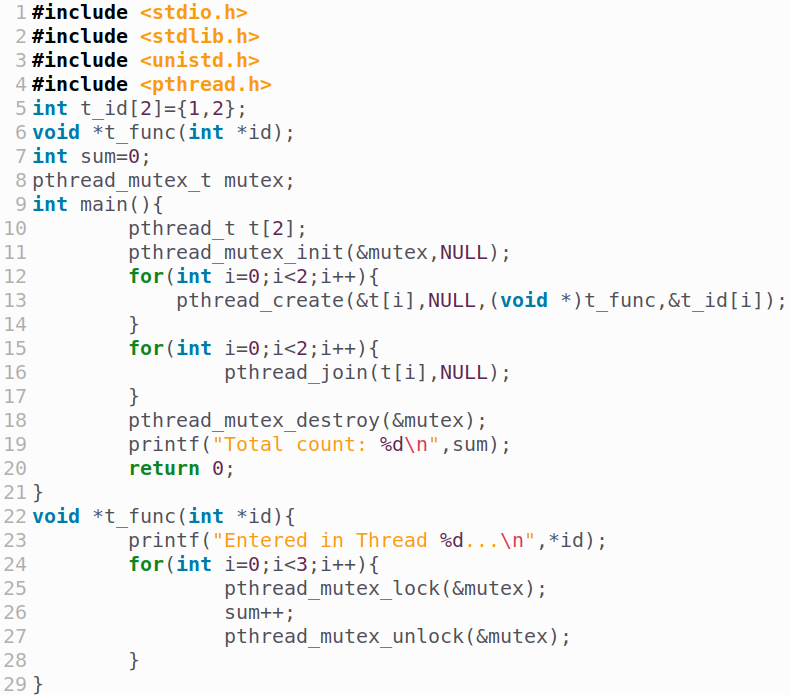 1 #include <stdio.h>
2 #include <stdlib.h>
3 #include <unistd.h>
4 #include <pthread.h>
5 int t_id[2]={1,2};
6 void *t_func(int *id);
7 int sum=0;
8 pthread_mutex_t mutex;
9 int main(){
10         pthread_t t[2];
11         pthread_mutex_init(&mutex,NULL);
12         for(int i=0;i<2;i++){
13             pthread_create(&t[i],NULL,(void *)t_func,&t_id[i]);
14         }
15         for(int i=0;i<2;i++){
16                 pthread_join(t[i],NULL);
17         }
18         pthread_mutex_destroy(&mutex);
19         printf("Total count: %d\n",sum);
20         return 0;
21 }
22 void *t_func(int *id){
23         printf("Entered in Thread %d...\n",*id);
24         for(int i=0;i<3;i++){
25                 pthread_mutex_lock(&mutex);
26                 sum++;
27                 pthread_mutex_unlock(&mutex);
28         }
29 }